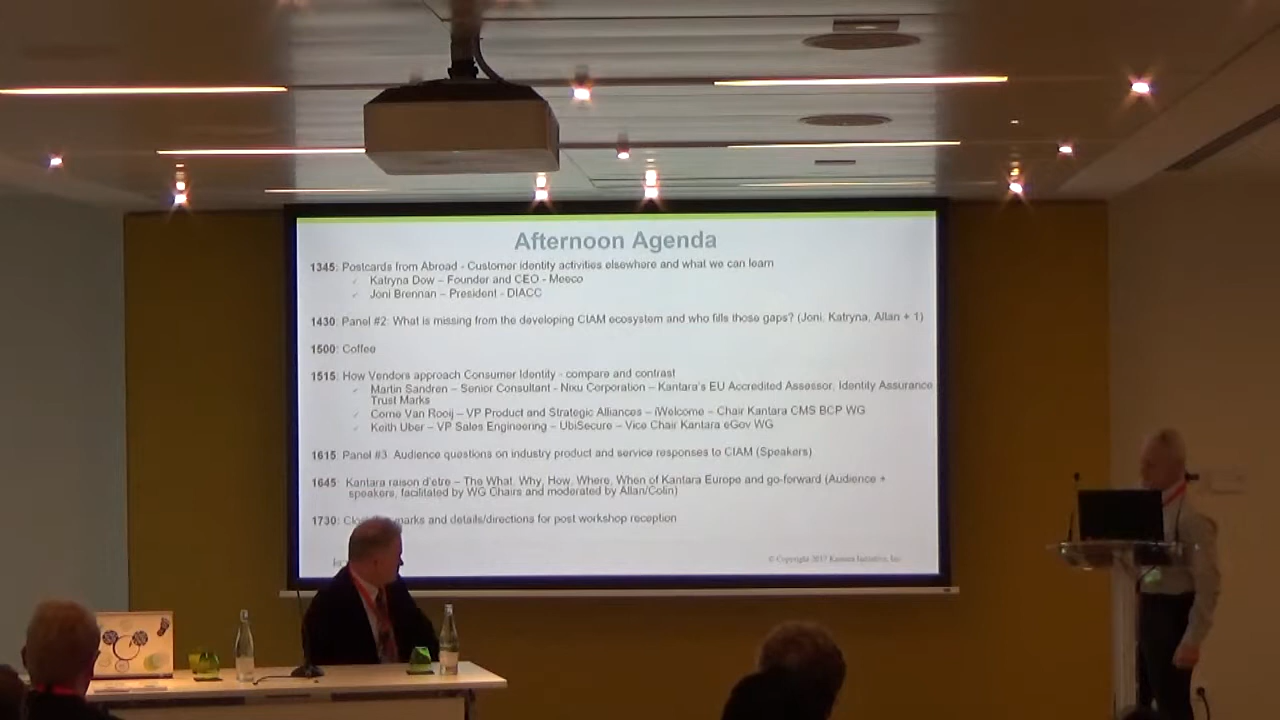 Afternoon Agenda
1345: Postcards from Abroad - Customer identity activities elsewhere and what we can learn
✓ Katryna Dow – Founder and CEO - Meeco
✓ Joni Brennan – President - DIACC
1430: Panel #2: What is missing from the developing CIAM ecosystem and who fills those gaps? (Joni, Katryna, Allan + 1)
1500: Coffee
1515: How Vendors approach Consumer Identity - compare and contrast
✓ Martin Sandren – Senior Consultant - Nixu Corporation – Kantara's EU Accredited Assessor, Identity Assurance
Trust Marks
✓ Corne Van Rooij – VP Product and Strategic Alliances – iWelcome – Chair Kantara CMS BCP WG
✓ Keith Uber – VP Sales Engineering – UbiSecure – Vice Chair Kantara eGov WG
1615: Panel #3: Audience questions on industry product and service responses to CIAM (Speakers)
1645: Kantara raison d'etre – The What, Why, How, Where, When of Kantara Europe and go-forward (Audience +
speakers, facilitated by WG Chairs and moderated by Allan/Colin)
1730: and details/directions for post workshop reception
© Copyright 2017 Kantara Initiative, Inc.